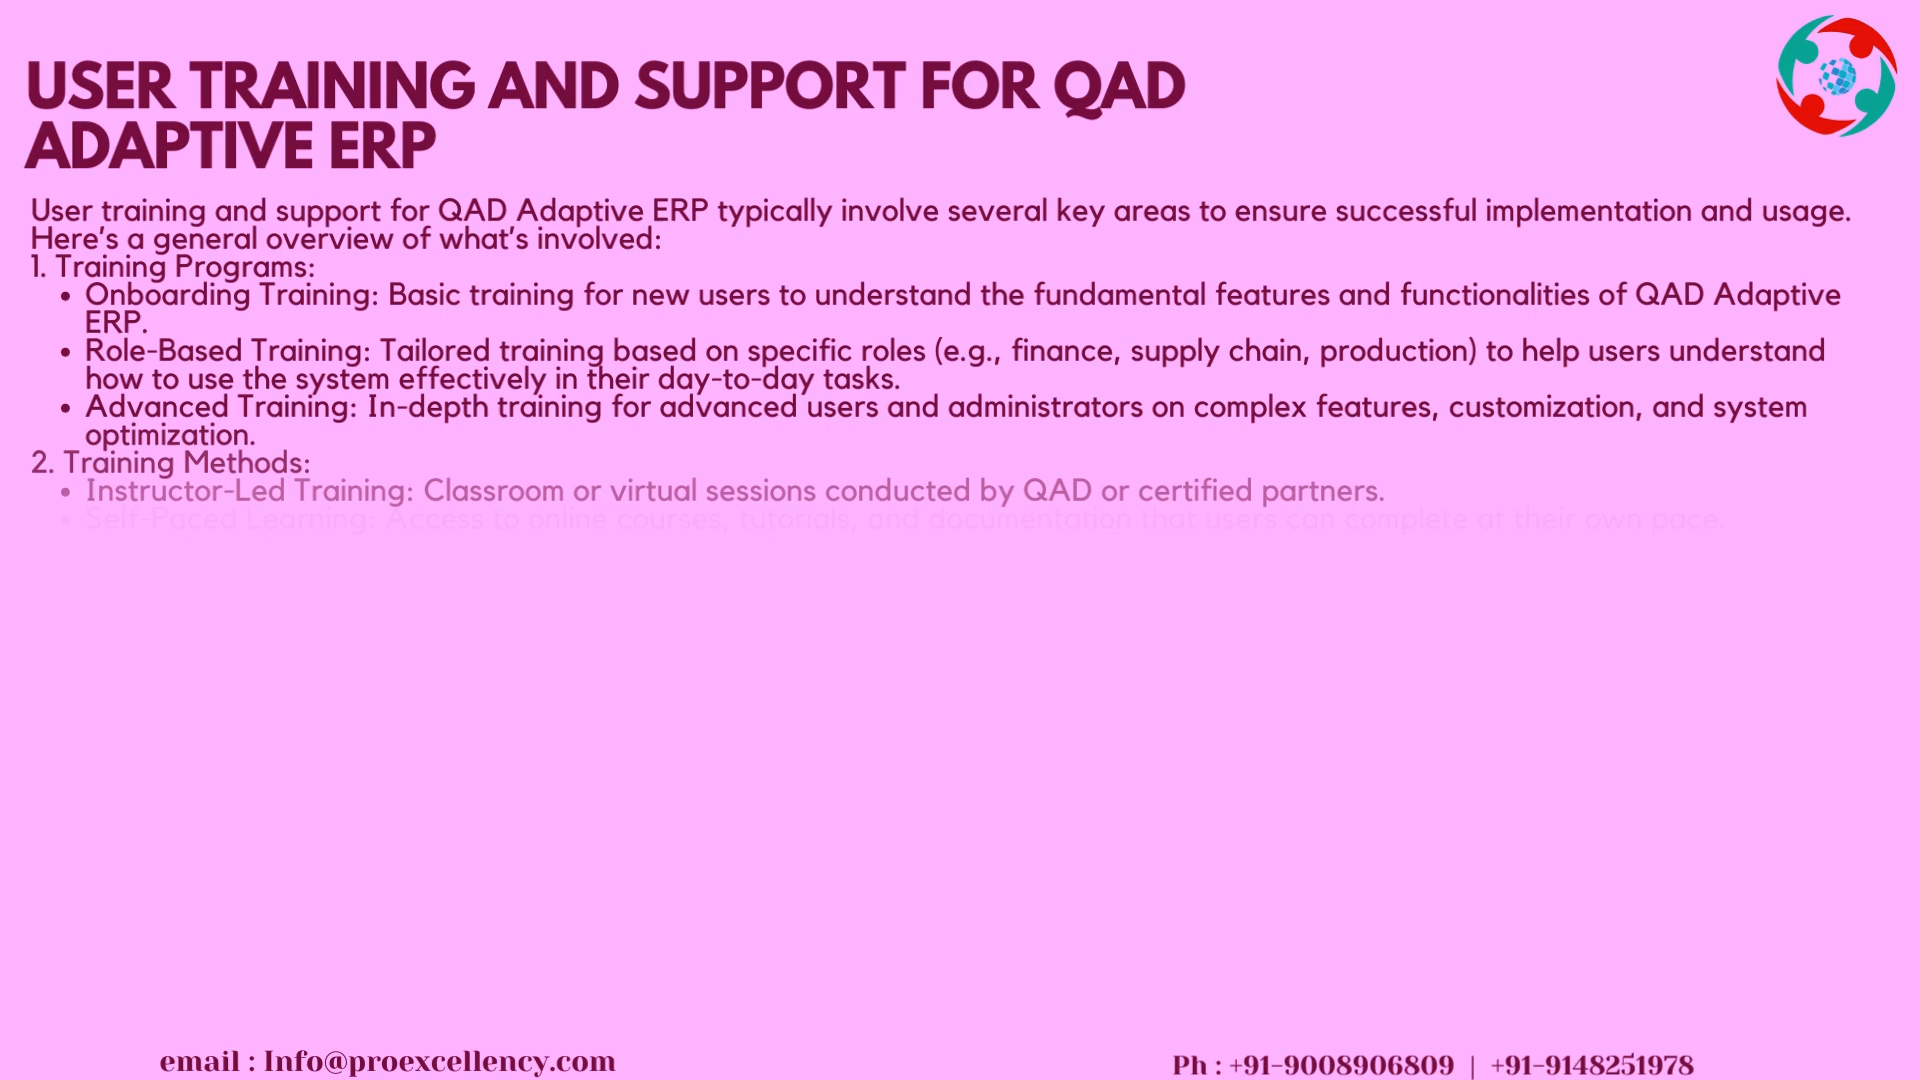 USER TRAINING AND SUPPORT FOR QAD
ADAPTIVE ERP
User training and support for QAD Adaptive ERP typically involve several key areas to ensure successful implementation and usage.
Here’s a general overview of what’s involved:
1. Training Programs:
• Onboarding Training: Basic training for new users to understand the fundamental features and functionalities of QAD Adaptive
ERP.
• Role-Based Training: Tailored training based on specific roles (e.g., finance, supply chain, production) to help users understand
how to use the system effectively in their day-to-day tasks.
• Advanced Training: In-depth training for advanced users and administrators on complex features, customization, and system
optimization.
2. Training Methods:
• Instructor-Led Training: Classroom or virtual sessions conducted by QAD or certified partners.
• Self-Paced Learning: Access to online courses, tutorials, and documentation that users can complete at their own pace.
email : Info@proexcellency.com
Ph : +91-9008906809 | +91-9148251978